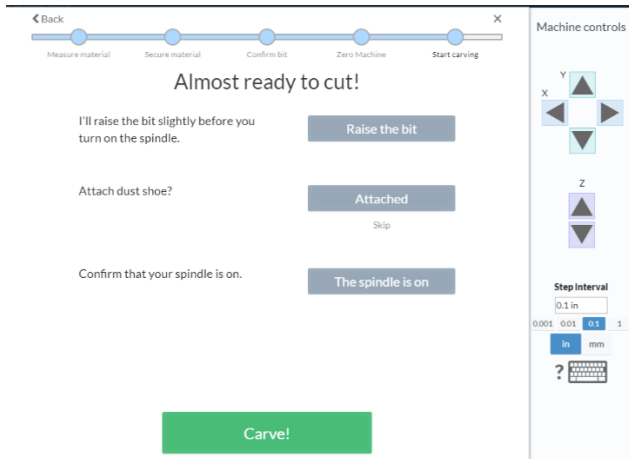 Back
×
Measure material
Secure material
Confirm bit
Zero Machine
Start carving
Almost ready to cut!
I'll raise the bit slightly before you
turn on the spindle.
Raise the bit
Attach dust shoe?
Attached
Skip
Confirm that your spindle is on.
The spindle is on
Carve!
Machine controls
Y
X
Z
Step Interval
0.1 in
0.001 0.01 0.1 1
in mm
?